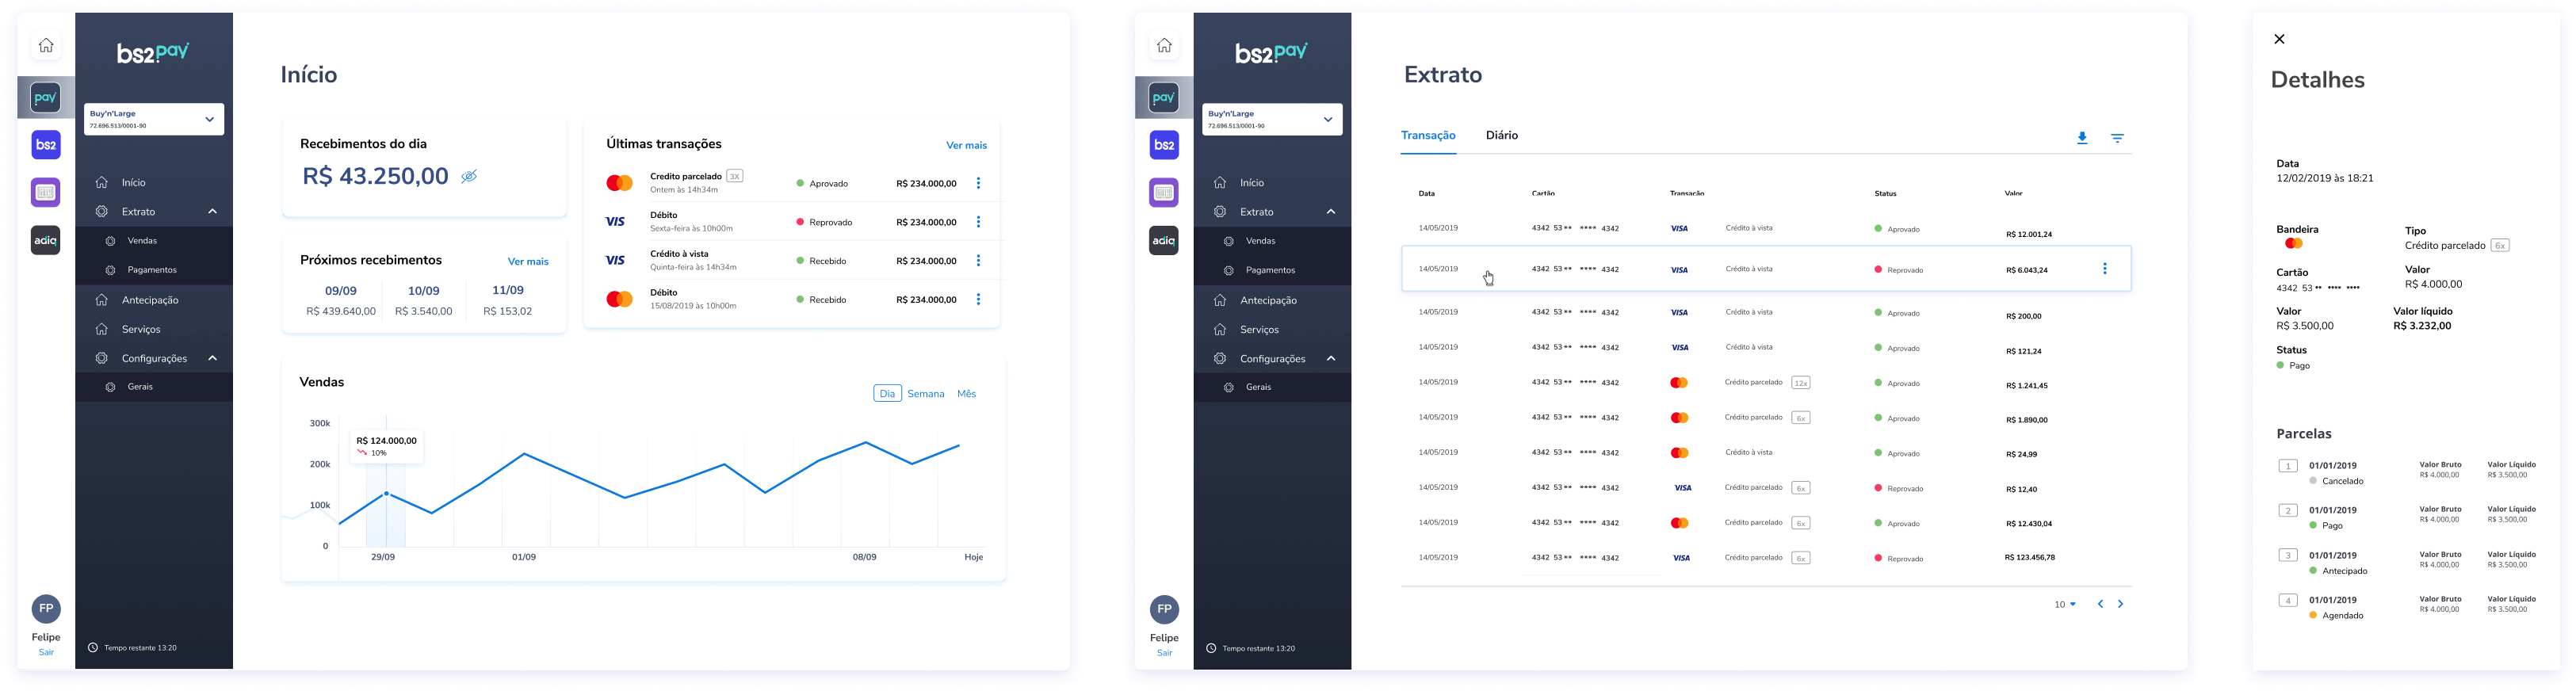 bs2.pay
pay
Buy'n'Large
72.696.513/0001-90
bs2
Início
adiq
Extrato
Vendas
Pagamentos
Antecipação
Serviços
Configurações
Gerais
FP
Felipe
Sair
Tempo restante 13:20
Início
Recebimentos do dia
R$ 43.250,00
Próximos recebimentos Ver mais
09/09 10/09 11/09
R$ 439.640,00 R$ 3.540,00 R$ 153,02
Últimas transações Ver mais
Credito parcelado 3X Aprovado R$ 234.000,00
Ontem às 14h34m
VIS Débito Reprovado R$ 234.000,00
Sexta-feira às 10h00m
VIS Crédito à vista Recebido R$ 234.000,00
Quinta-feira às 14h34m
Débito Recebido R$ 234.000,00
15/08/2019 às 10h00m
Vendas
Dia Semana Mês
300k
R$ 124.000,00
10%
200k
100k
0
29/09 01/09 08/09 Hoje
bs2.pay
pay
Buy'n'Large
72.696.513/0001-90
bs2
Início
adiq
Extrato
Vendas
Pagamentos
Antecipação
Serviços
Configurações
Gerais
FP
Felipe
Sair
Tempo restante 13:20
Extrato
Transação Diário
Data Cartão Transação Status Valor
14/05/2019 4342 53** **** 4342 VISA Crédito à vista Aprovado R$ 12.001,24
14/05/2019 4342 53** **** 4342 VISA Crédito à vista Reprovado R$ 6.043,24
14/05/2019 4342 53** **** 4342 VISA Crédito à vista Aprovado R$ 200,00
14/05/2019 4342 53** **** 4342 VISA Crédito à vista Aprovado R$ 121,24
14/05/2019 4342 53** **** 4342 Crédito parcelado 12x Aprovado R$ 1.241,45
14/05/2019 4342 53** **** 4342 Crédito parcelado 6x Aprovado R$ 1.890,00
14/05/2019 4342 53** **** 4342 Crédito à vista Aprovado R$ 24,99
14/05/2019 4342 53** **** 4342 VISA Crédito parcelado 6x Reprovado R$ 12,40
14/05/2019 4342 53** **** 4342 Crédito parcelado 6x Aprovado R$ 12.430,04
14/05/2019 4342 53** **** 4342 VISA Crédito parcelado 6x Reprovado R$ 123.456,78
10
Detalhes
Data
12/02/2019 às 18:21
Bandeira Tipo
Crédito parcelado 6x
Cartão Valor
4342 53** **** **** R$ 4.000,00
Valor Valor líquido
R$ 3.500,00 R$ 3.232,00
Status
Pago
Parcelas
1 01/01/2019 Valor Bruto Valor Líquido
Cancelado R$ 4.000,00 R$ 3.500,00
2 01/01/2019 Valor Bruto Valor Líquido
Pago R$ 4.000,00 R$ 3.500,00
3 01/01/2019 Valor Bruto Valor Líquido
Antecipado R$ 4.000,00 R$ 3.500,00
4 01/01/2019 Valor Bruto Valor Líquido
Agendado R$ 4.000,00 R$ 3.500,00